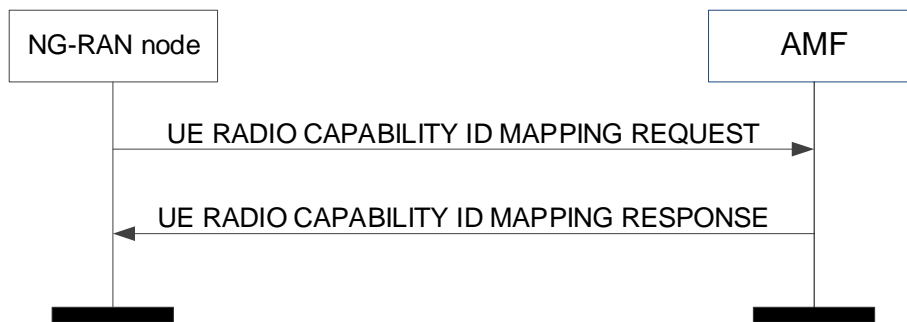 NG-RAN node
AMF
UE RADIO CAPABILITY ID MAPPING REQUEST
UE RADIO CAPABILITY ID MAPPING RESPONSE